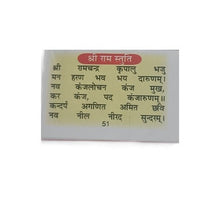 श्री राम स्तुति
श्री रामचन्द्र कृपालु भजु
मन हरण भव भय दारुणम्।
नव कंजलोचन कंज मुख,
कर कंज, पद कंजारुणम्॥
कन्दर्प अगणित अमित छवि
नव नील नीरद सुन्दरम्।
51